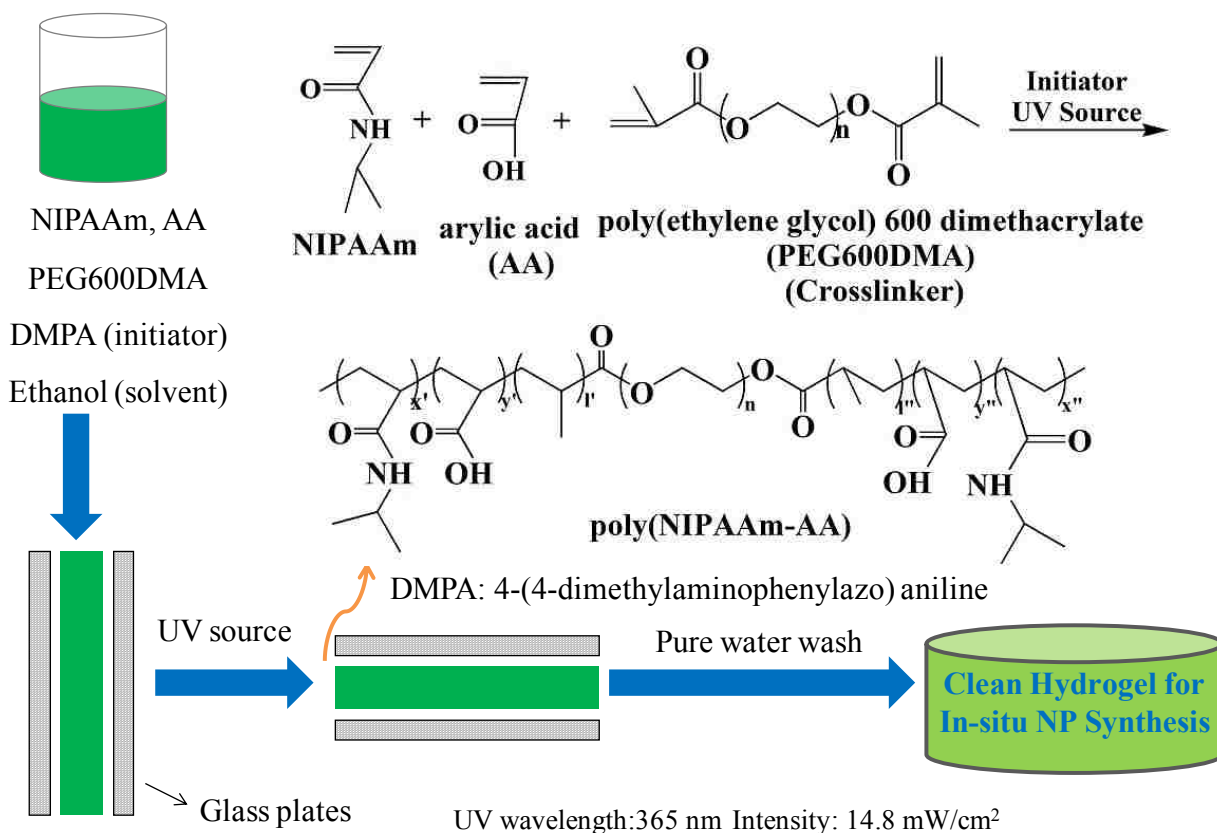 NIPAAm, AA
PEG600DMA
DMPA (initiator)
Ethanol (solvent)
O
NH
NIPAAm
+
O
OH
arylic acid
(AA)
+
O
O
n
O
O
poly(ethylene glycol) 600 dimethacrylate
(PEG600DMA)
(Crosslinker)
Initiator
UV Source
x'
y'
l'
O
O
n
O
O
l"
y"
x"
O
NH
O
OH
O
OH
O
NH
poly(NIPAAm-AA)
DMPA: 4-(4-dimethylaminophenylazo) aniline
UV source
Pure water wash
Clean Hydrogel for
In-situ NP Synthesis
Glass plates
UV wavelength:365 nm Intensity: 14.8 mW/cm²